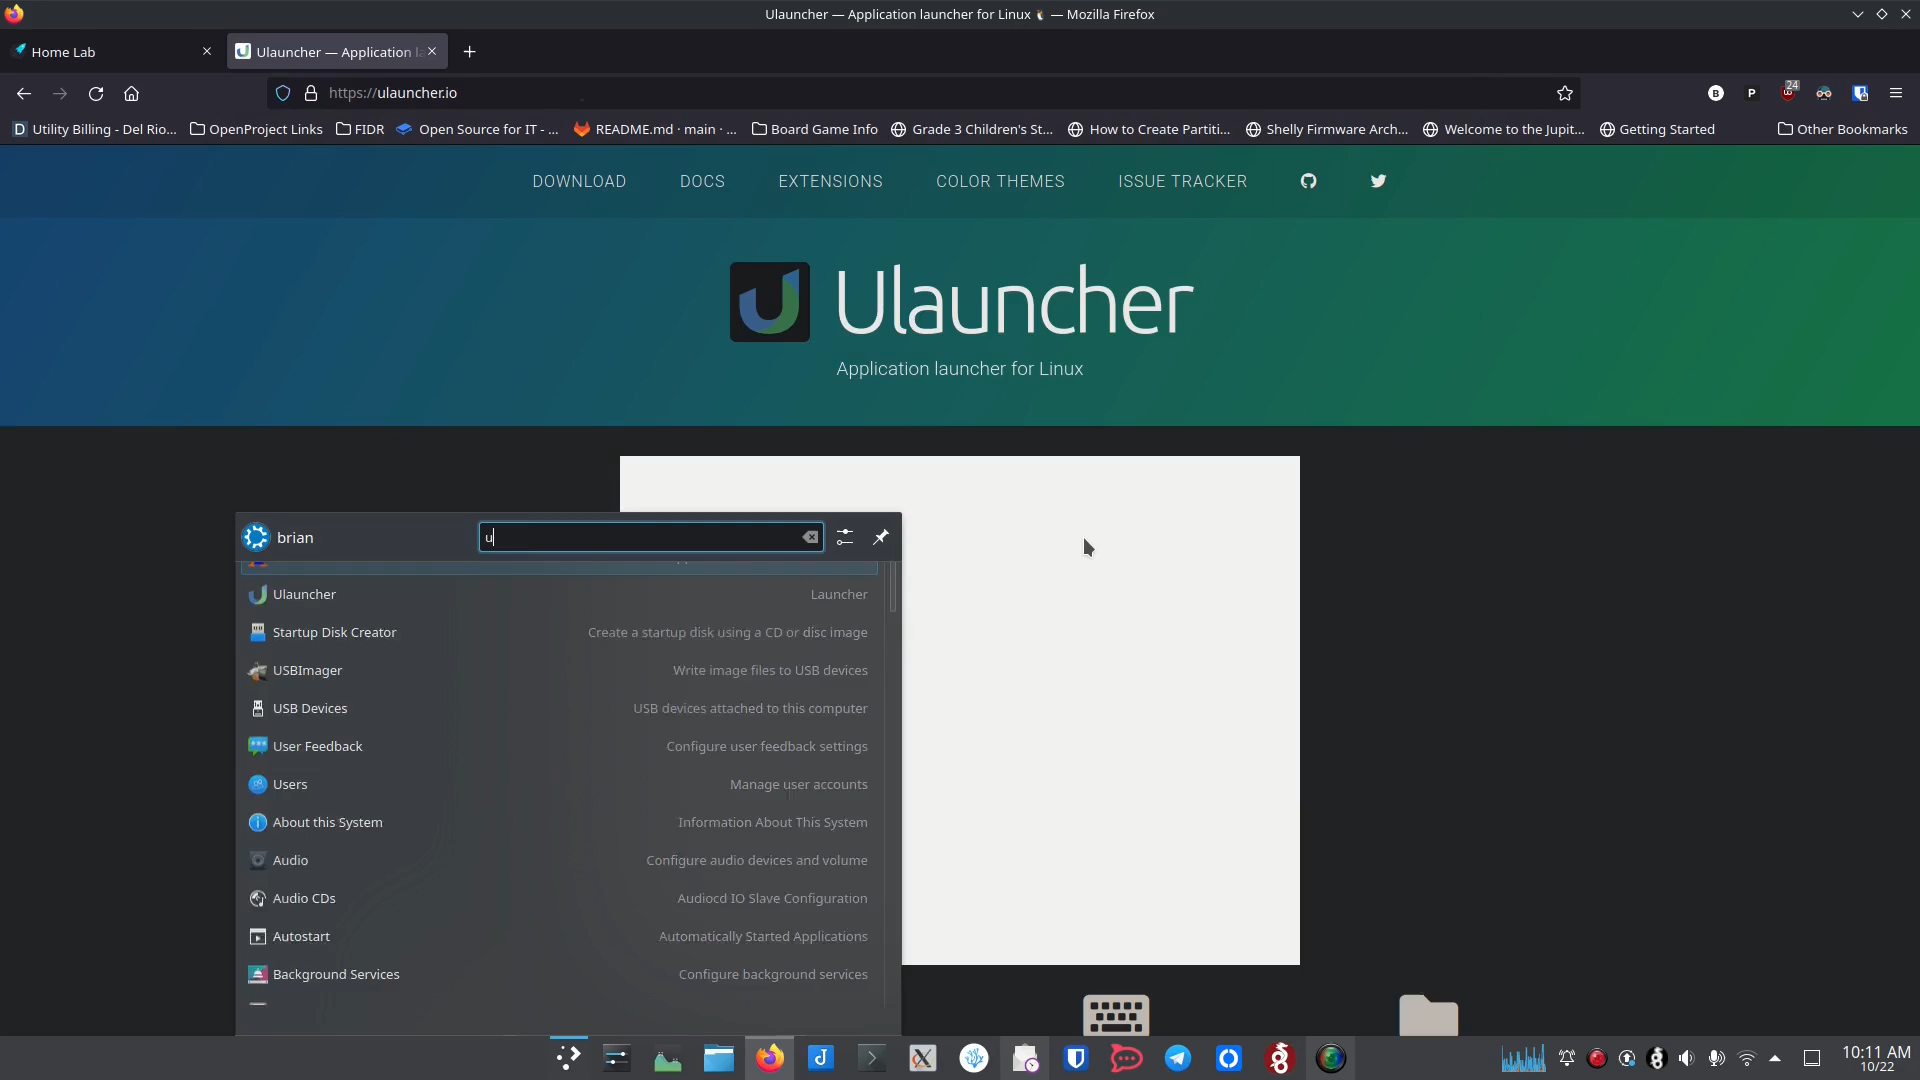 Ulauncher — Application launcher for Linux 🐧 — Mozilla Firefox
Home Lab
Ulauncher — Application la
https://ulauncher.io
24
Utility Billing - Del Rio...
OpenProject Links
FIDR
Open Source for IT - ...
README.md · main · ...
Board Game Info
Grade 3 Children's St...
How to Create Partiti...
Shelly Firmware Arch...
Welcome to the Jupit...
Getting Started
Other Bookmarks
DOWNLOAD
DOCS
EXTENSIONS
COLOR THEMES
ISSUE TRACKER
Ulauncher
Application launcher for Linux
brian
u
Ulauncher Launcher
Startup Disk Creator Create a startup disk using a CD or disc image
USBImager Write image files to USB devices
USB Devices USB devices attached to this computer
User Feedback Configure user feedback settings
Users Manage user accounts
About this System Information About This System
Audio Configure audio devices and volume
Audio CDs Audiocd IO Slave Configuration
Autostart Automatically Started Applications
Background Services Configure background services
10:11 AM
10/22